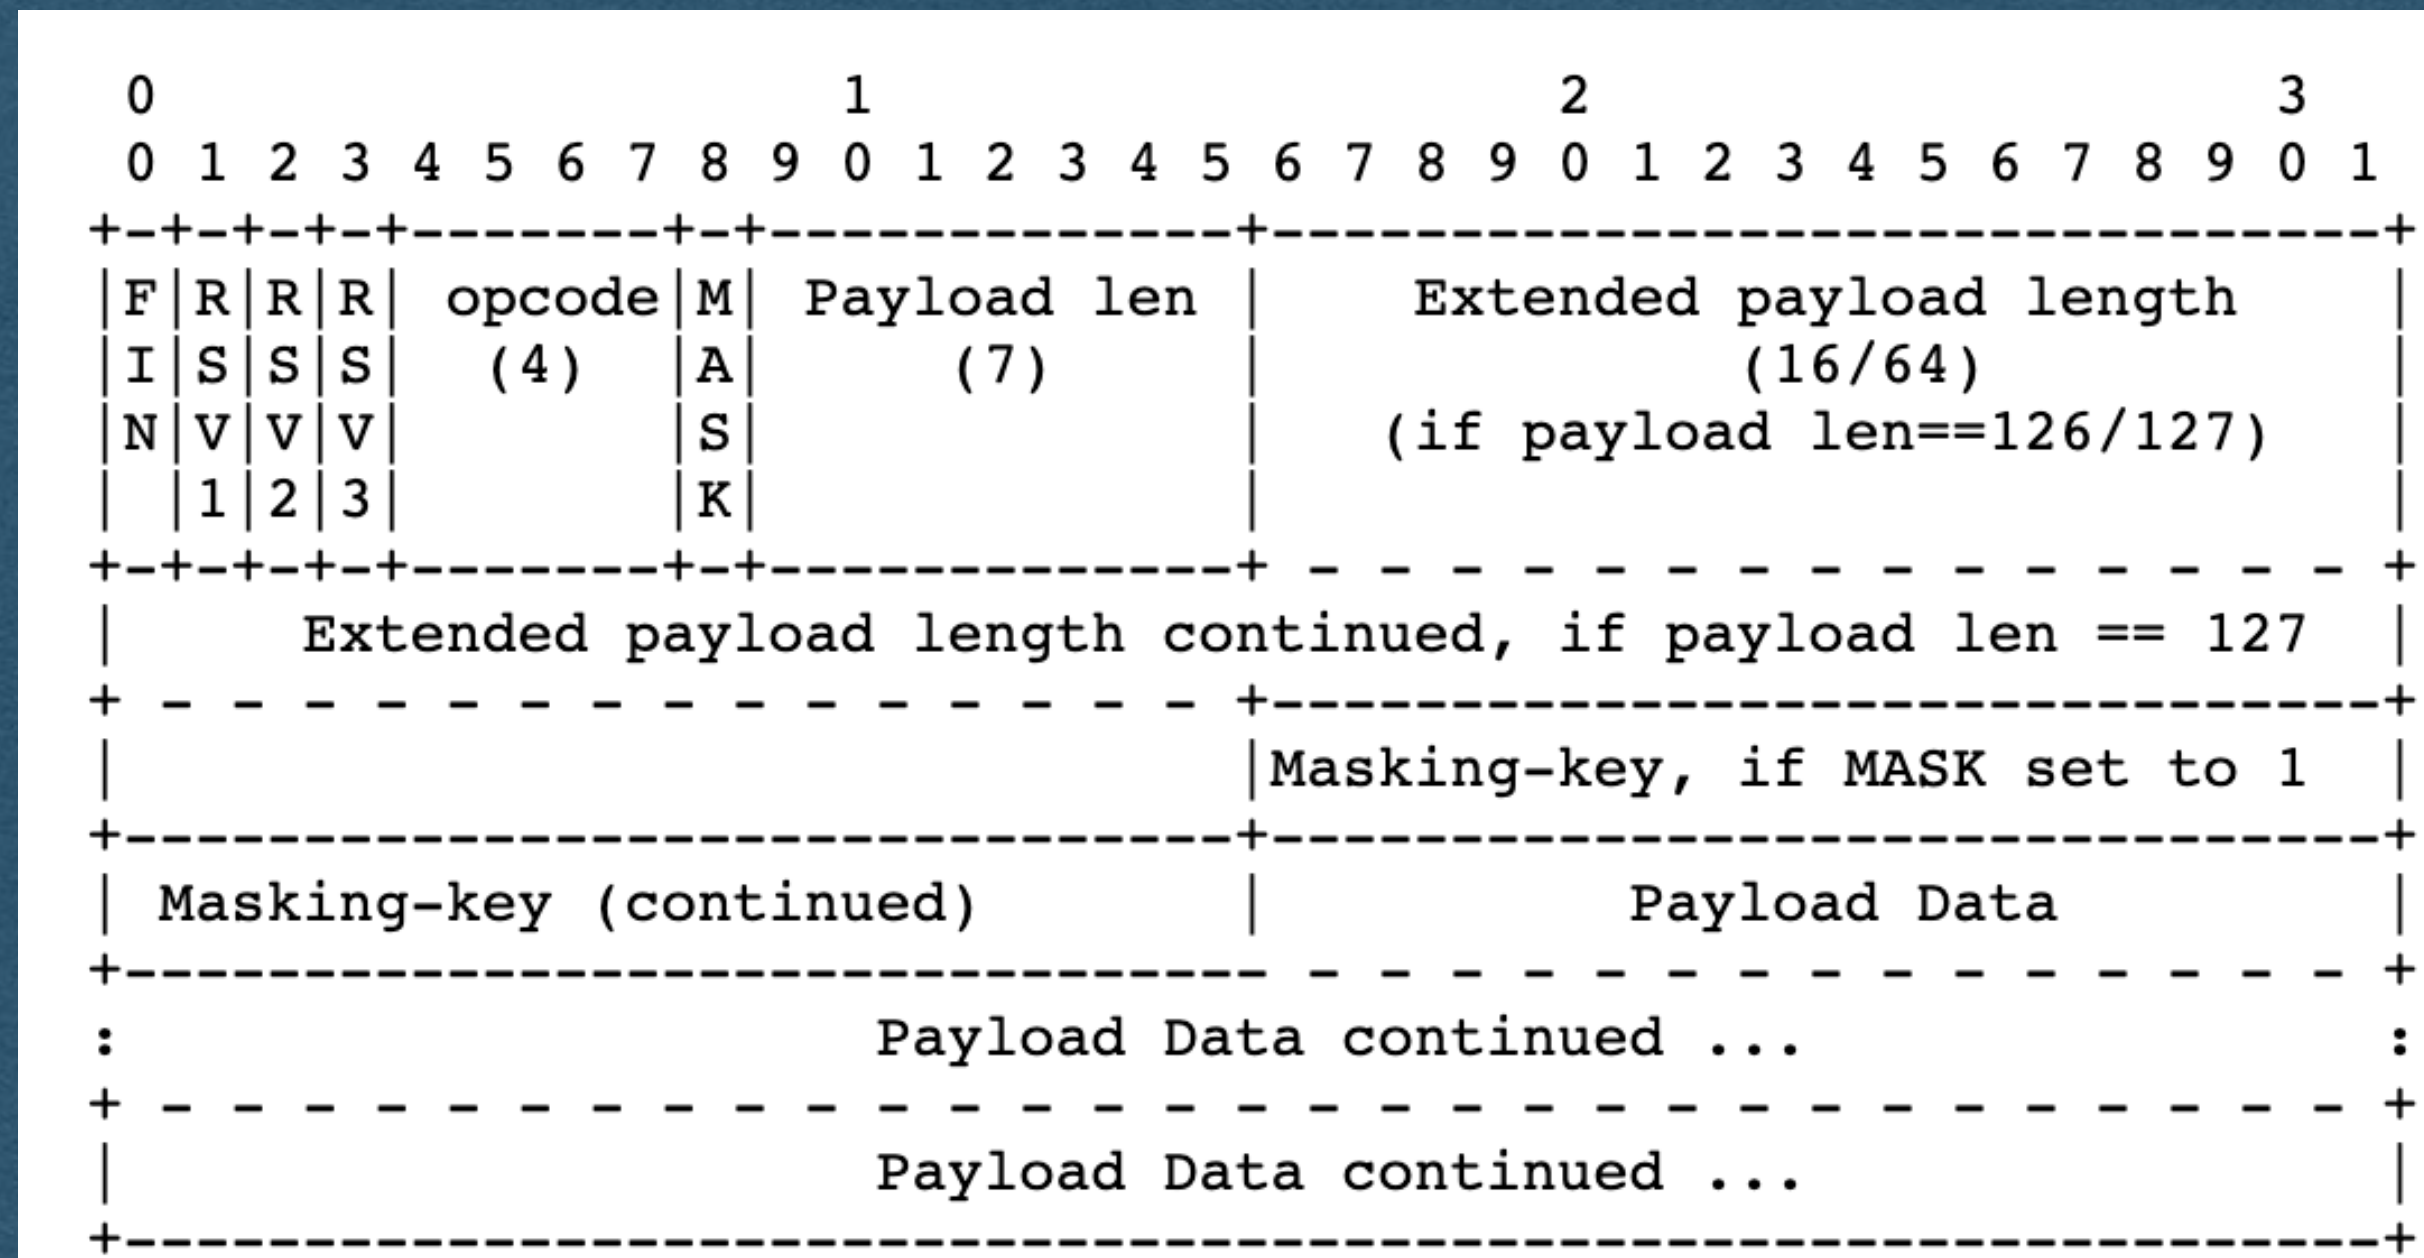 0                   1                   2                   3
 0 1 2 3 4 5 6 7 8 9 0 1 2 3 4 5 6 7 8 9 0 1 2 3 4 5 6 7 8 9 0 1
+-+-+-+-+-------+-+-------------+-------------------------------+
|F|R|R|R| opcode|M| Payload len |    Extended payload length    |
|I|S|S|S|  (4)  |A|     (7)     |             (16/64)           |
|N|V|V|V|       |S|             |   (if payload len==126/127)   |
| |1|2|3|       |K|             |                               |
+-+-+-+-+-------+-+-------------+ - - - - - - - - - - - - - - - +
|     Extended payload length continued, if payload len == 127  |
+ - - - - - - - - - - - - - - - +-------------------------------+
|                               |Masking-key, if MASK set to 1  |
+-------------------------------+-------------------------------+
| Masking-key (continued)       |          Payload Data         |
+-------------------------------- - - - - - - - - - - - - - - - +
:                     Payload Data continued ...                :
+ - - - - - - - - - - - - - - - - - - - - - - - - - - - - - - - +
|                     Payload Data continued ...                |
+---------------------------------------------------------------+